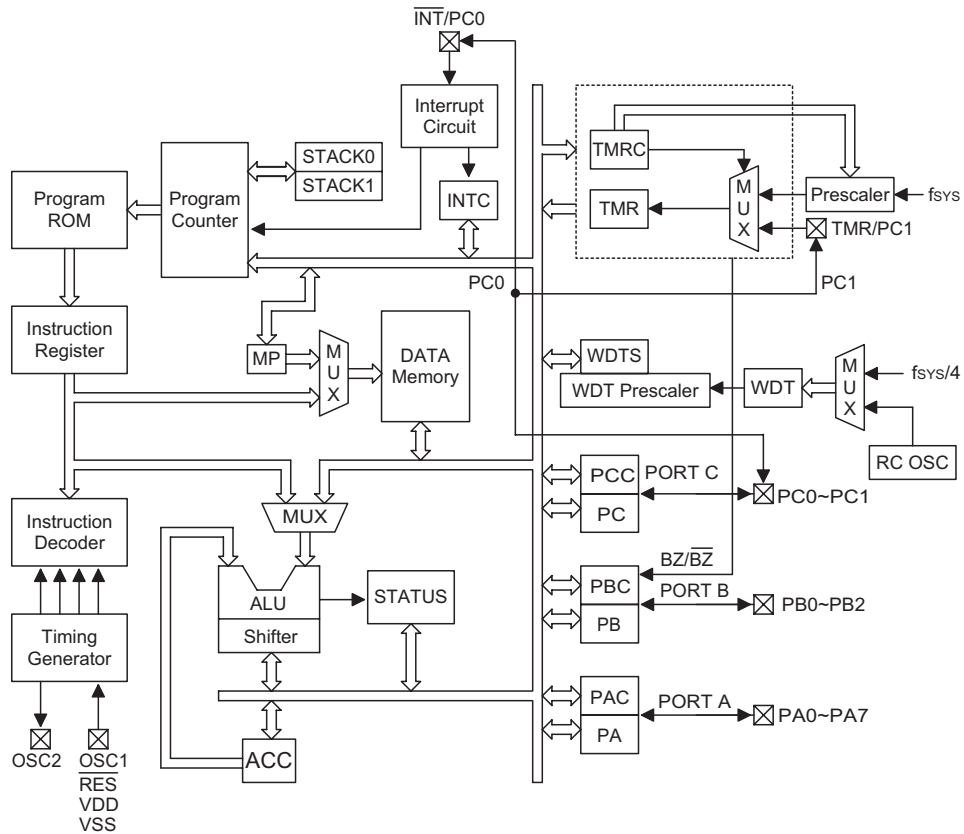 INT/PC0
Interrupt
Circuit
STACK0
STACK1
INTC
Program
ROM
Program
Counter
TMRC
TMR
M
U
X
Prescaler
fSYS
TMR/PC1
PC0
PC1
Instruction
Register
MP
M
U
X
DATA
Memory
WDTS
WDT Prescaler
WDT
M
U
X
fSYS/4
RC OSC
PCC
PC
PORT C
PC0~PC1
Instruction
Decoder
MUX
ALU
Shifter
STATUS
BZ/BZ
PBC
PB
PORT B
PB0~PB2
Timing
Generator
PAC
PA
PORT A
PA0~PA7
ACC
OSC2
OSC1
RES
VDD
VSS